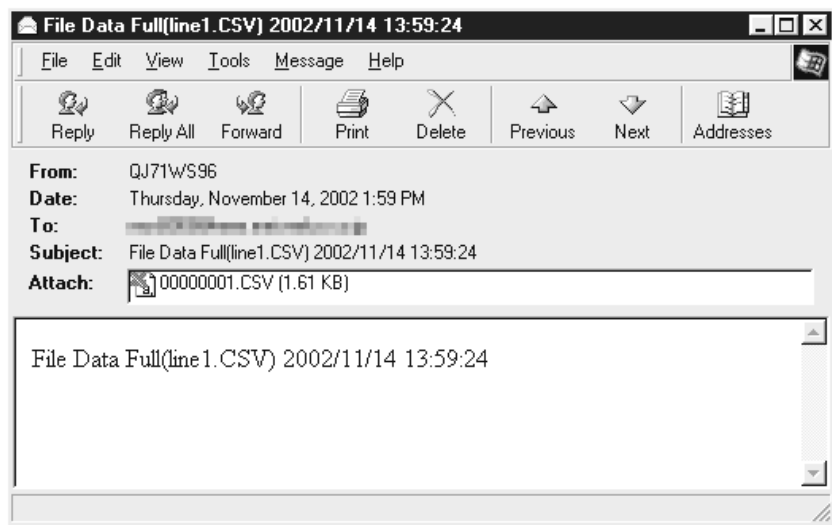 File Data Full(line1.CSV) 2002/11/14 13:59:24
File Edit View Tools Message Help
Reply Reply All Forward Print Delete Previous Next Addresses
From: QJ71WS96
Date: Thursday, November 14, 2002 1:59 PM
To:
Subject: File Data Full(line1.CSV) 2002/11/14 13:59:24
Attach: 00000001.CSV (1.61 KB)
File Data Full(line1.CSV) 2002/11/14 13:59:24